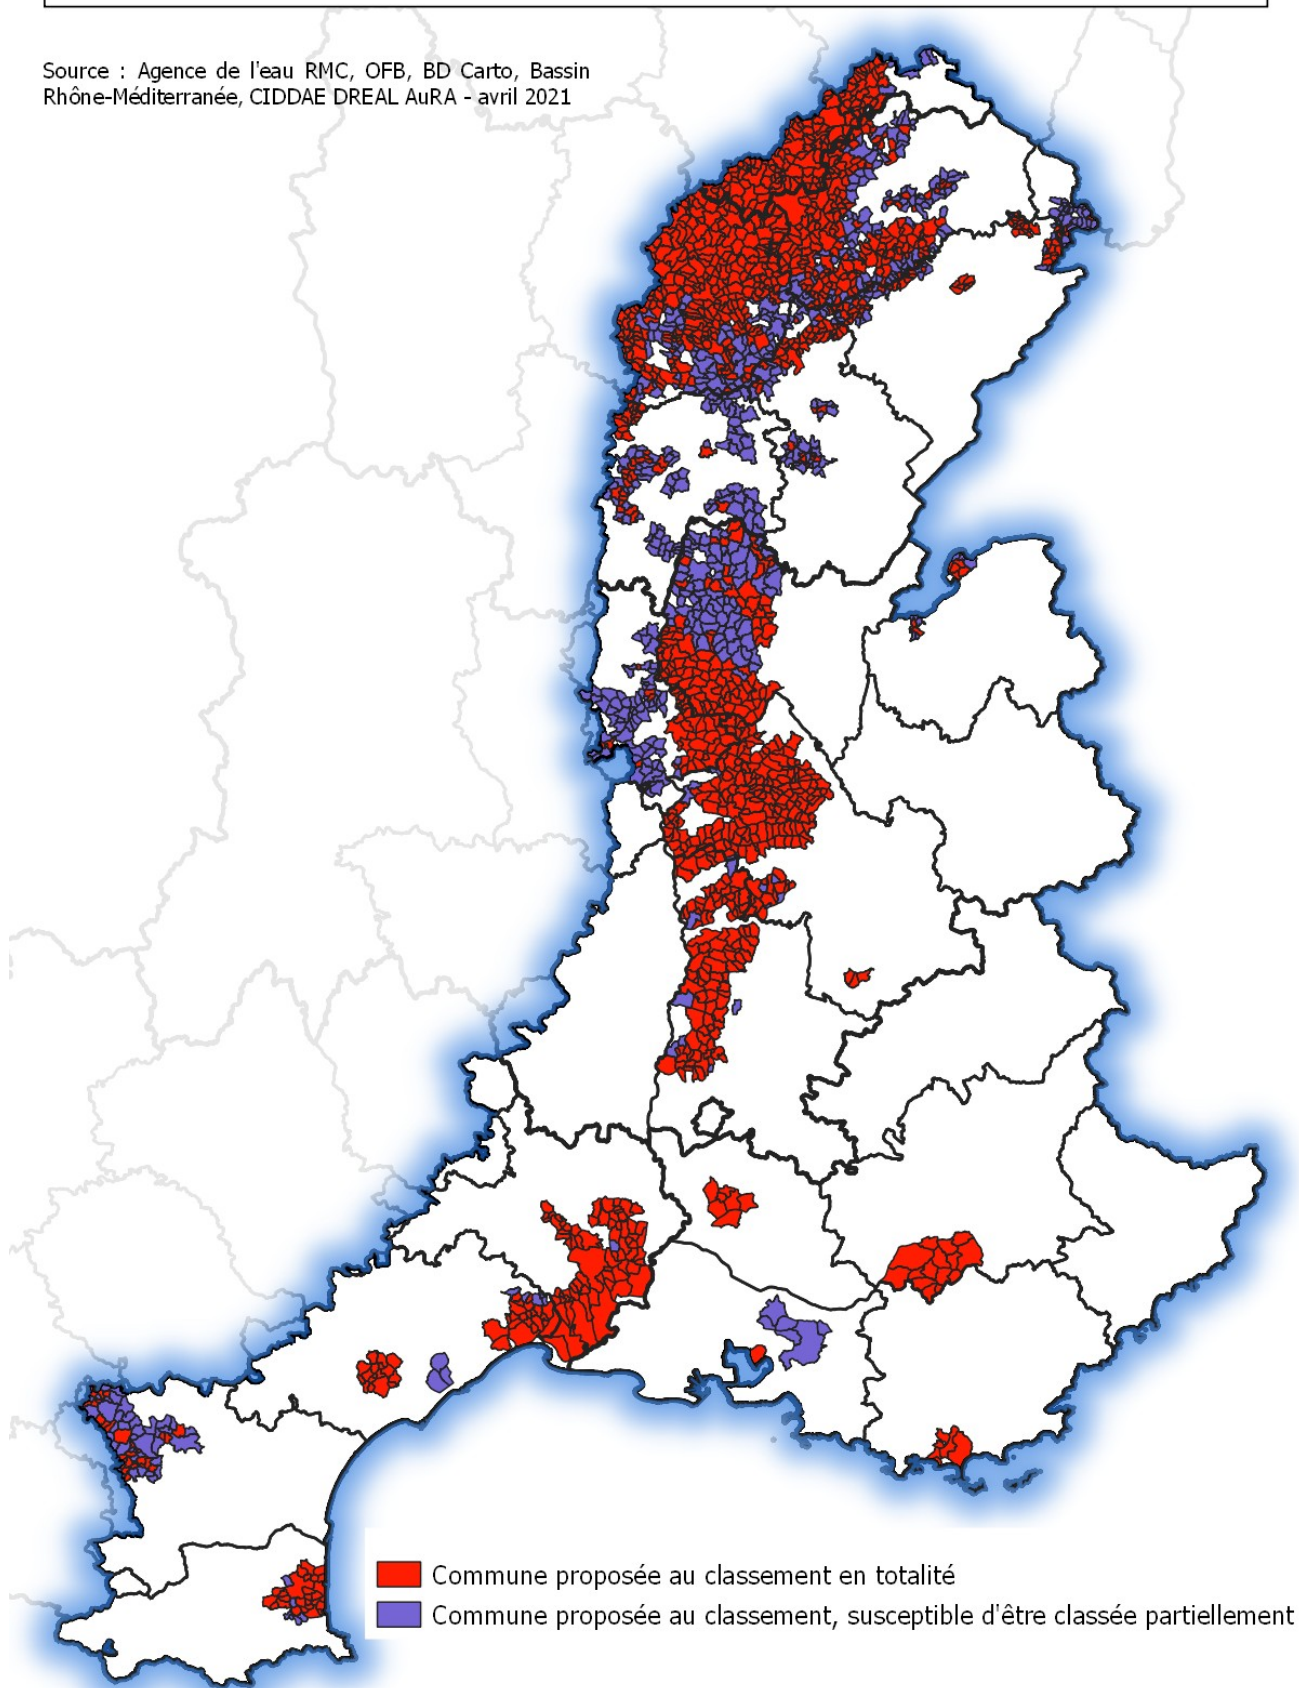 Source : Agence de l'eau RMC, OFB, BD Carto, Bassin
Rhône-Méditerranée, CIDDAE DREAL AuRA - avril 2021
Commune proposée au classement en totalité
Commune proposée au classement, susceptible d'être classée partiellement